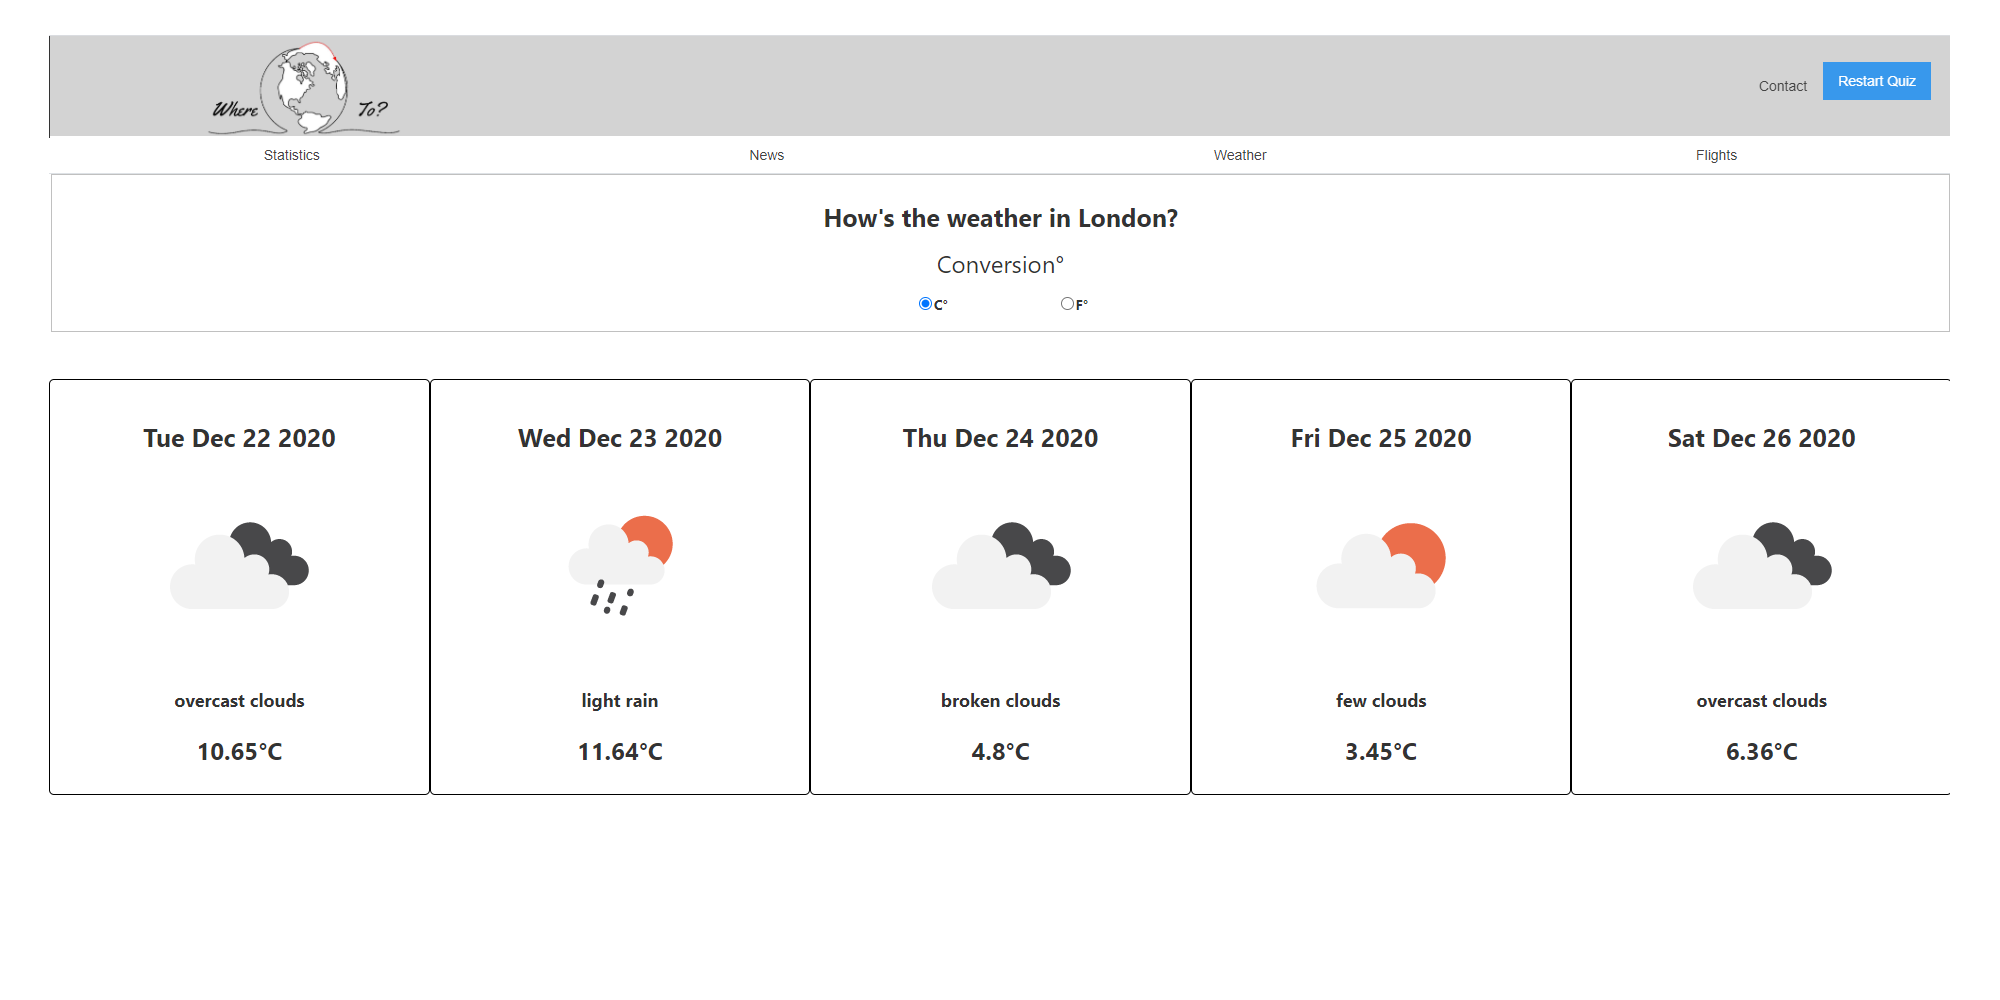 Where To?
Contact
Restart Quiz
Statistics News Weather Flights
How's the weather in London?
Conversion°
C° F°
Tue Dec 22 2020
overcast clouds
10.65°C
Wed Dec 23 2020
light rain
11.64°C
Thu Dec 24 2020
broken clouds
4.8°C
Fri Dec 25 2020
few clouds
3.45°C
Sat Dec 26 2020
overcast clouds
6.36°C